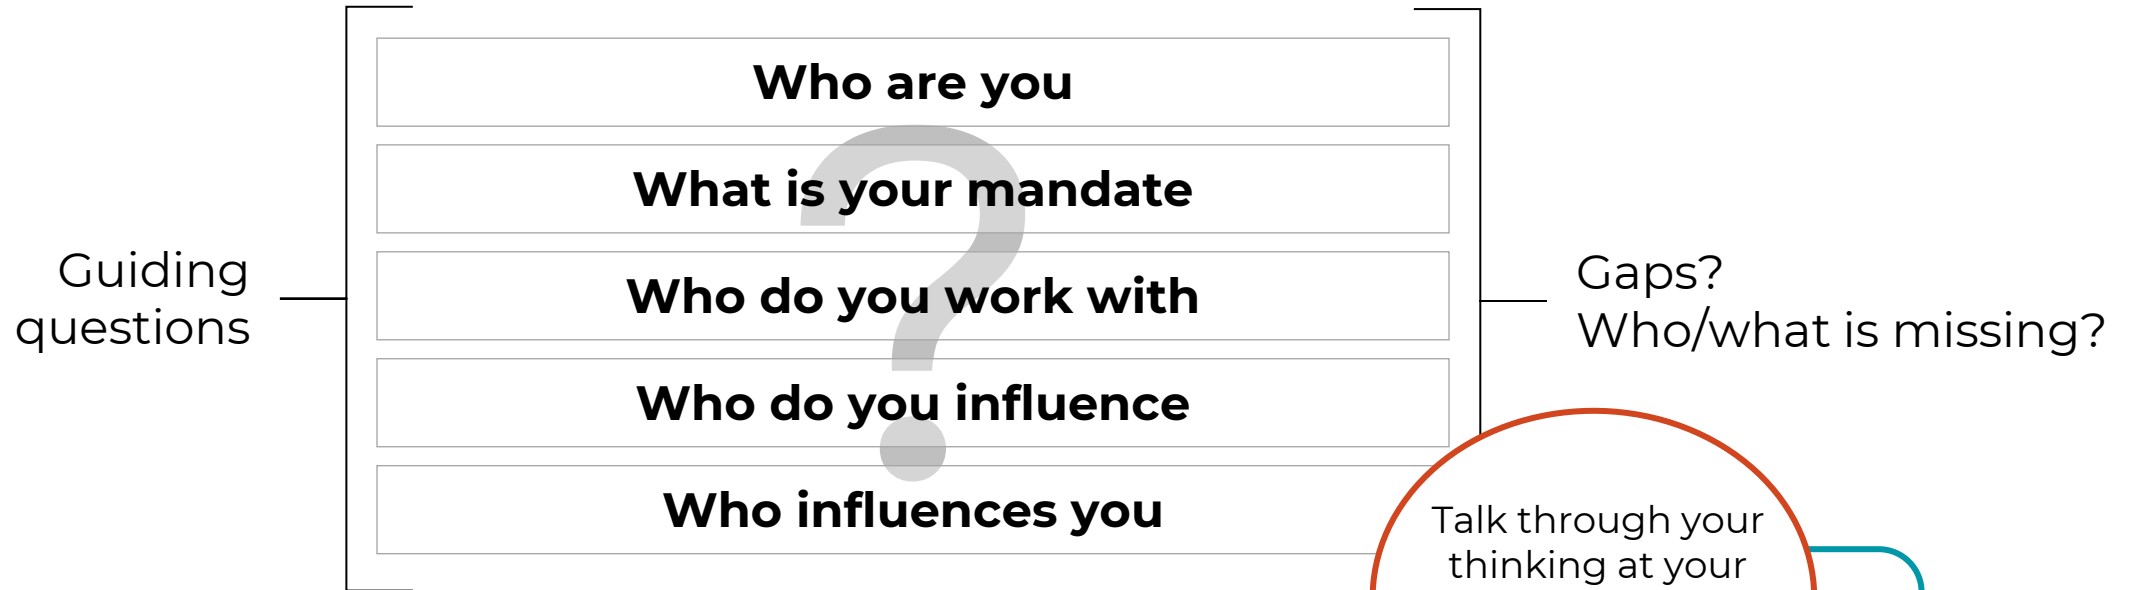 Guiding
questions
Who are you
What is your mandate
Who do you work with
Who do you influence
Who influences you
?
Gaps?
Who/what is missing?
Talk through your
thinking at your